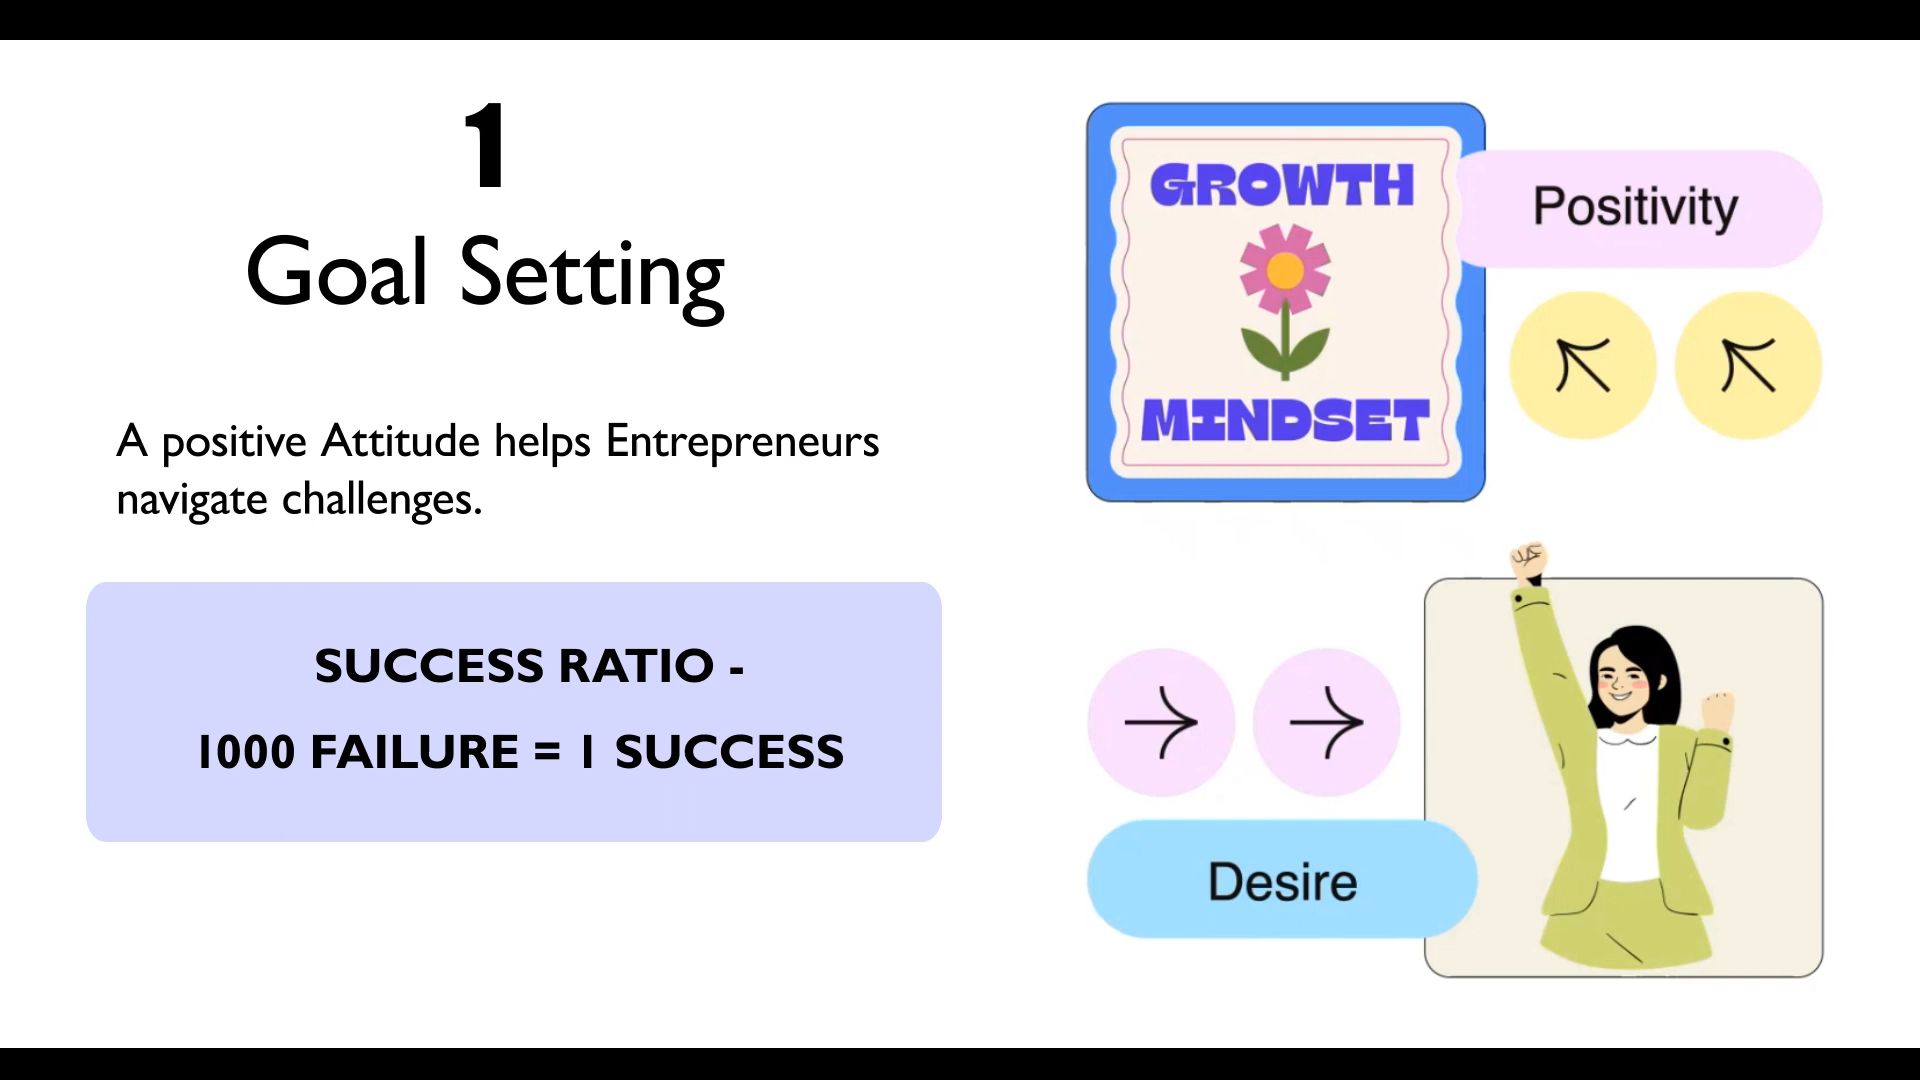 1
Goal Setting
A positive Attitude helps Entrepreneurs
navigate challenges.
SUCCESS RATIO -
1000 FAILURE = 1 SUCCESS
GROWTH
MINDSET
Positivity
Desire